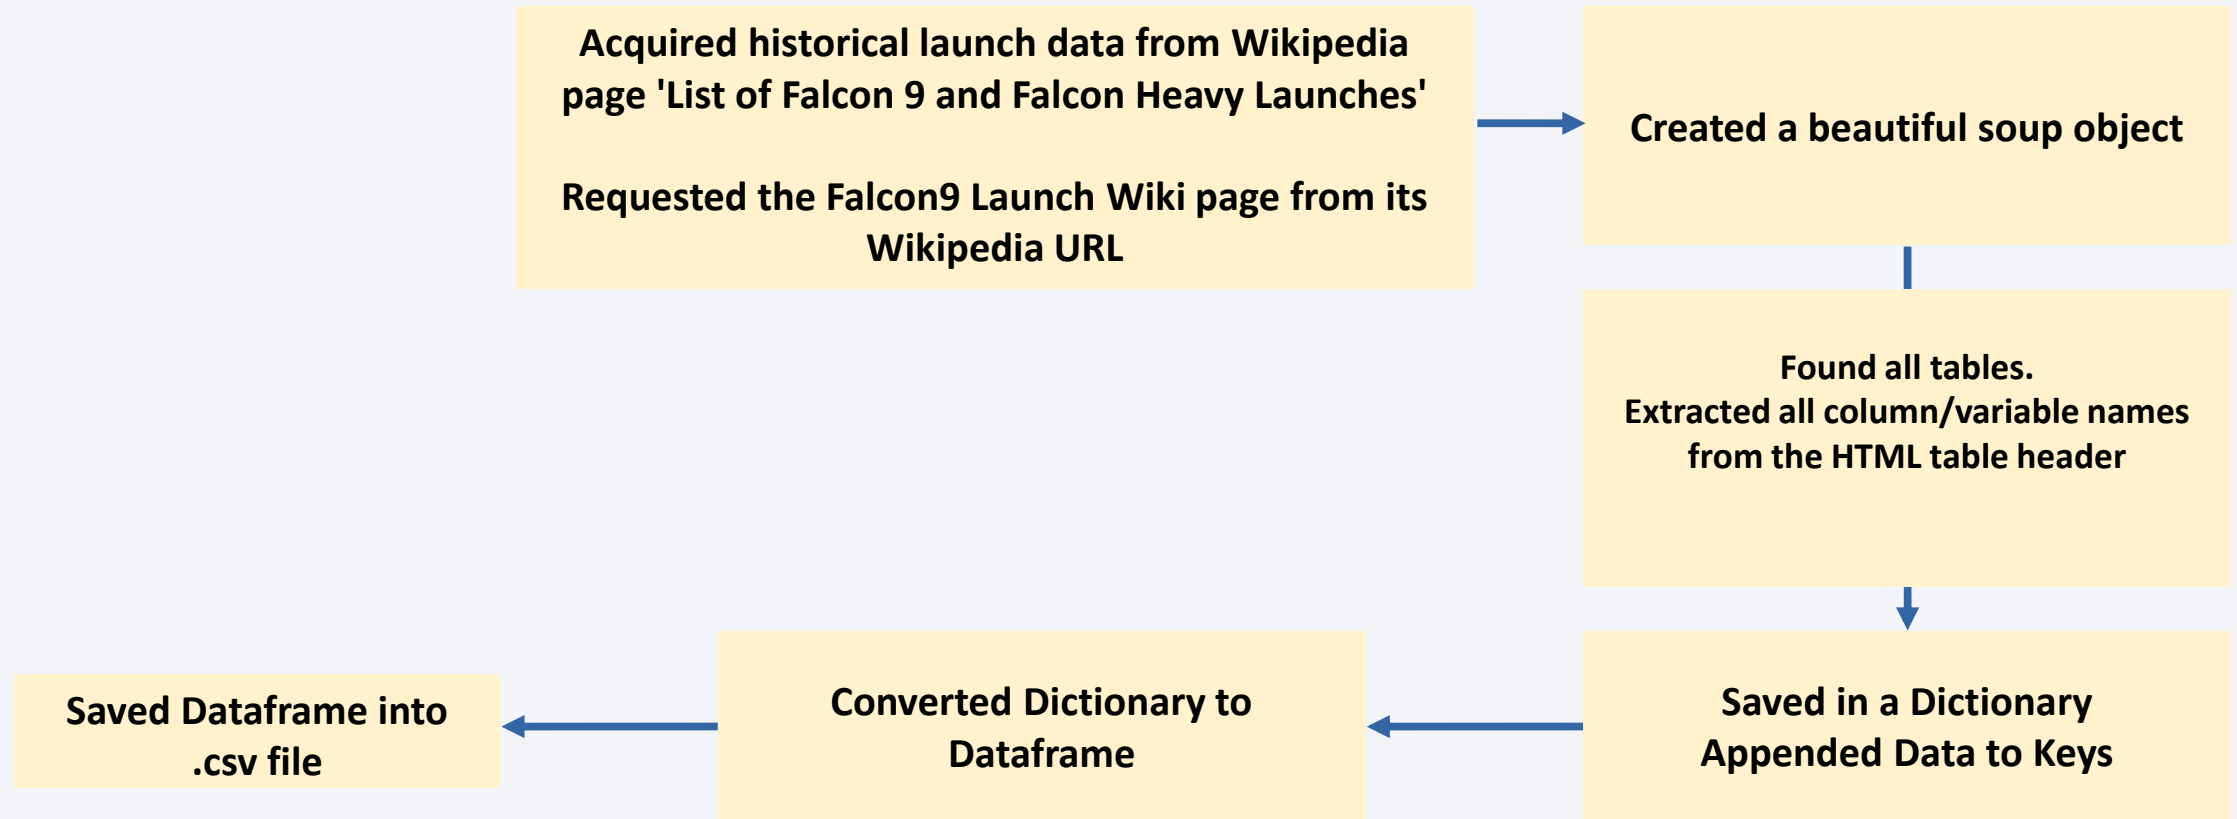 Acquired historical launch data from Wikipedia
page 'List of Falcon 9 and Falcon Heavy Launches'
Requested the Falcon9 Launch Wiki page from its
Wikipedia URL
Created a beautiful soup object
Found all tables.
Extracted all column/variable names
from the HTML table header
Saved in a Dictionary
Appended Data to Keys
Converted Dictionary to
Dataframe
Saved Dataframe into
.csv file